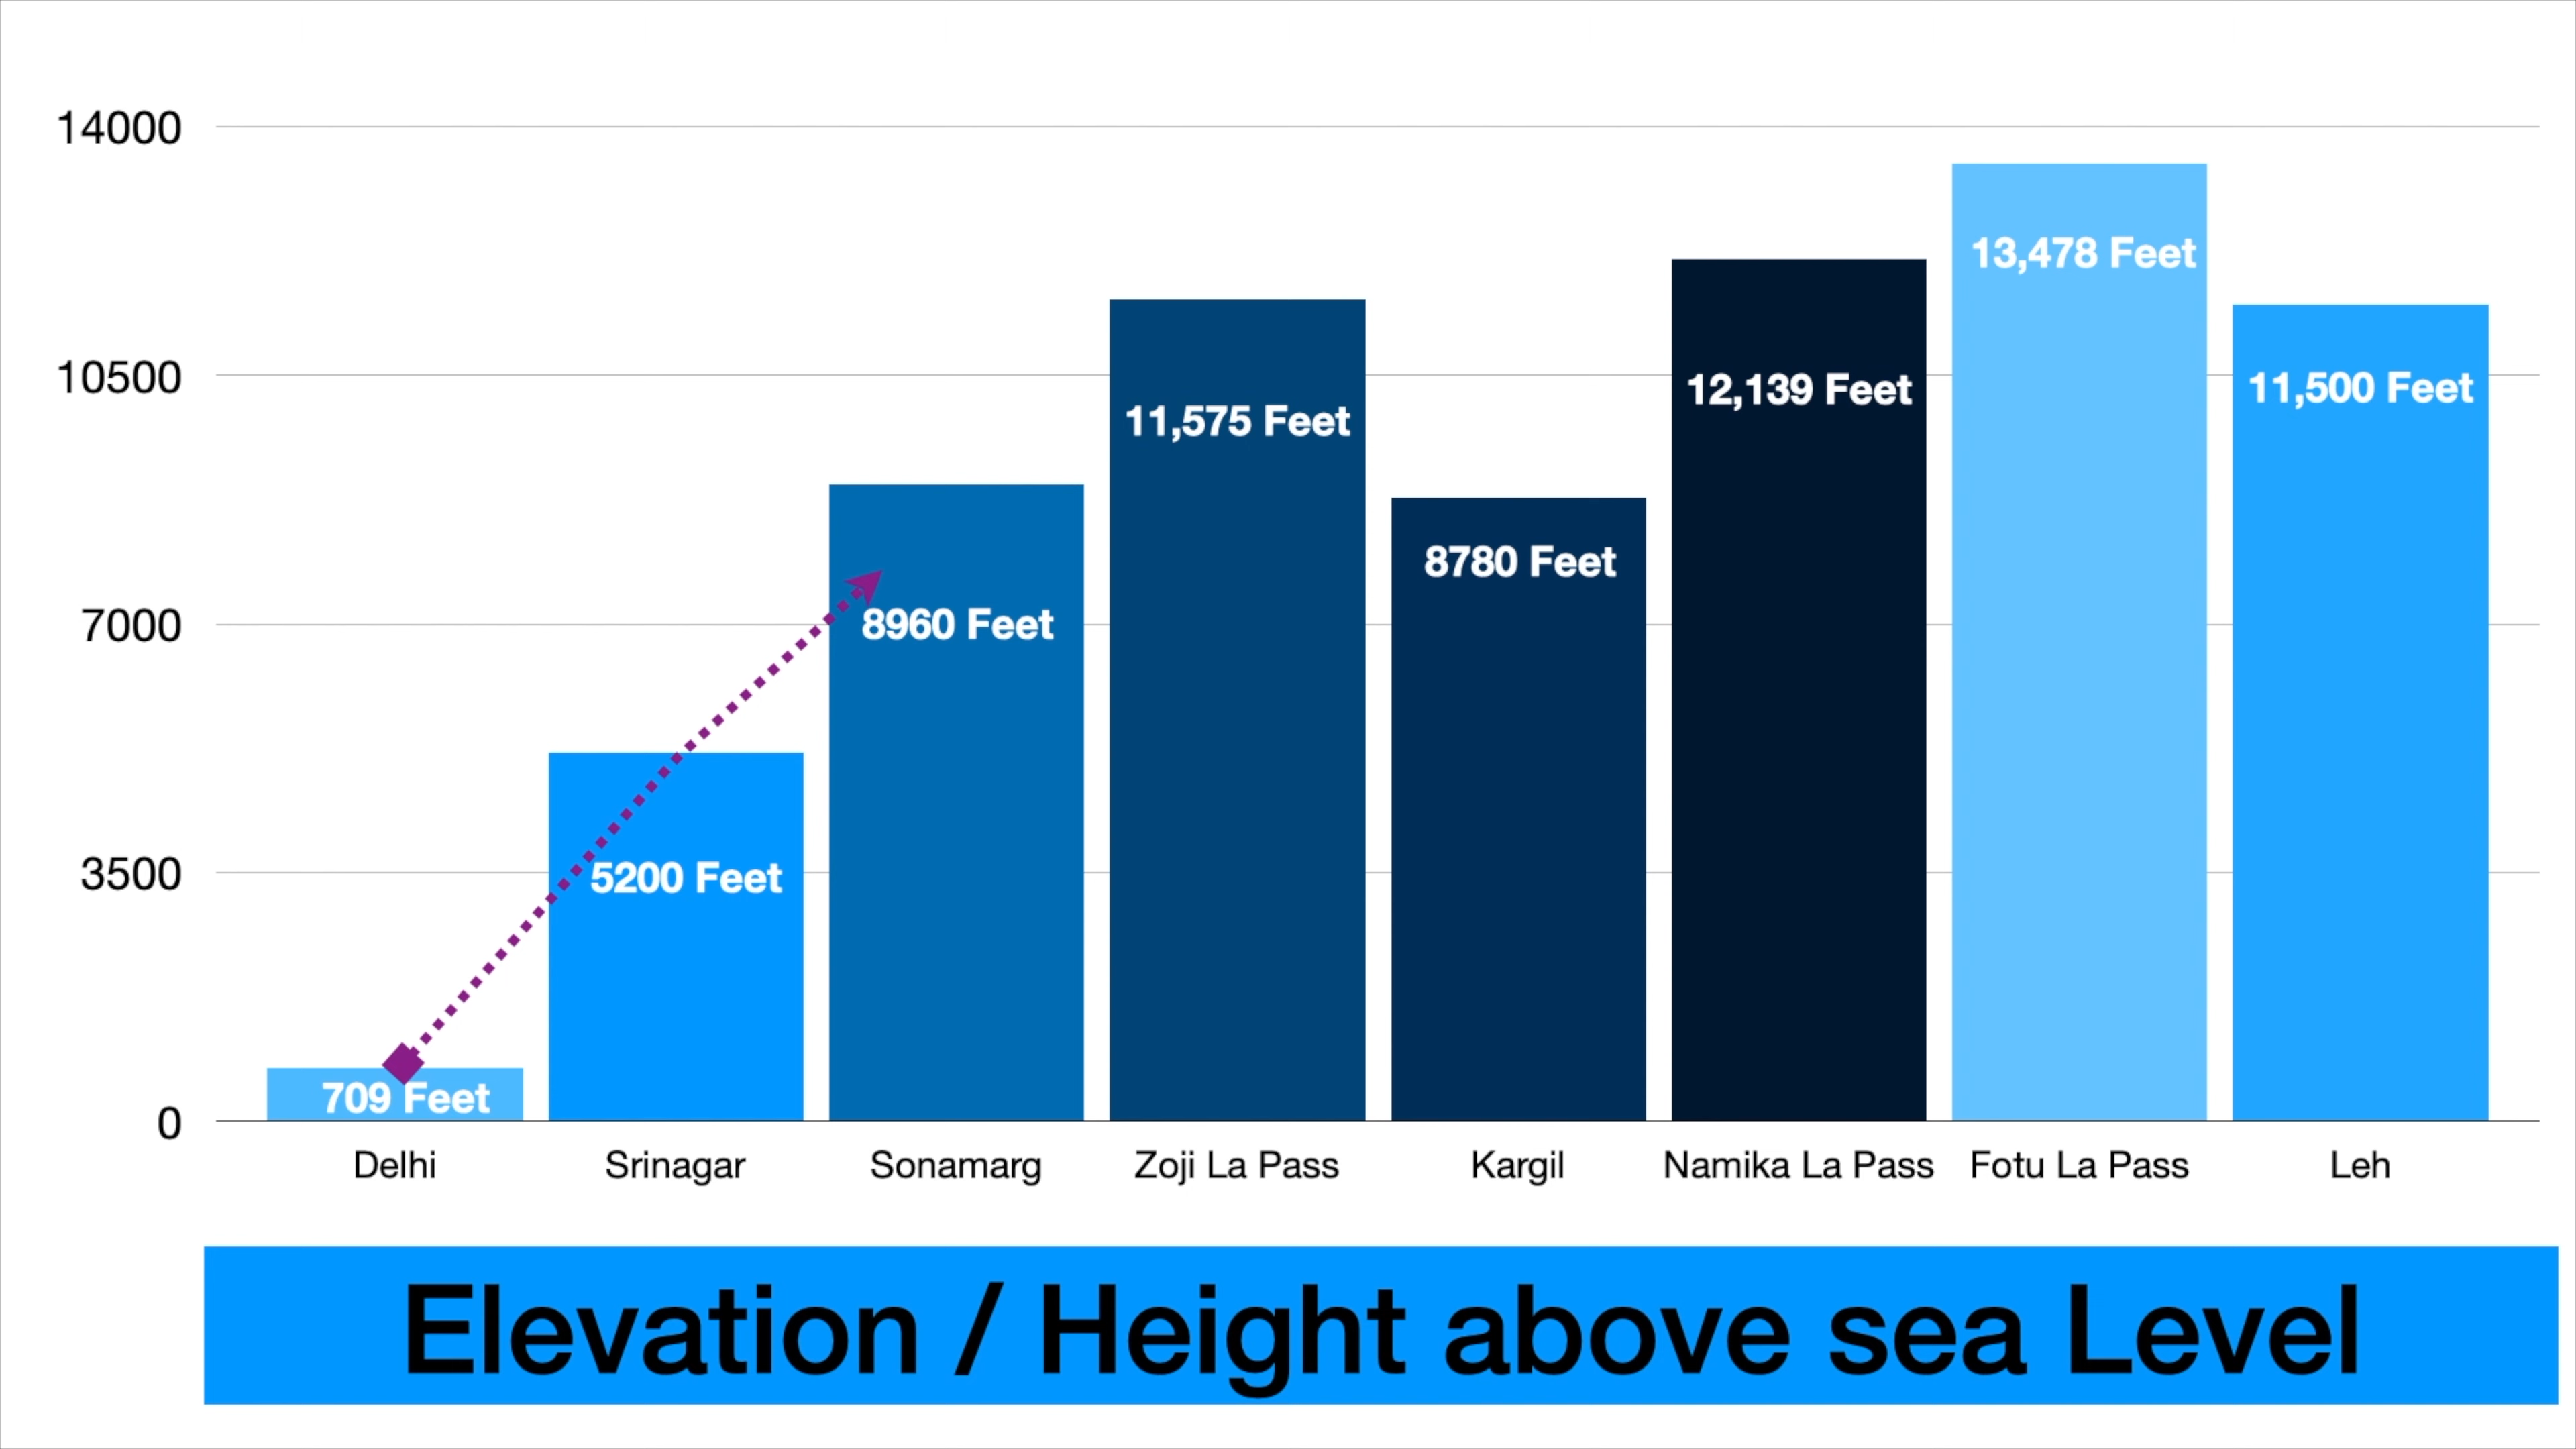 14000
10500
7000
3500
0
709 Feet
5200 Feet
8960 Feet
11,575 Feet
8780 Feet
12,139 Feet
13,478 Feet
11,500 Feet
Delhi
Srinagar
Sonamarg
Zoji La Pass
Kargil
Namika La Pass
Fotu La Pass
Leh
Elevation / Height above sea Level